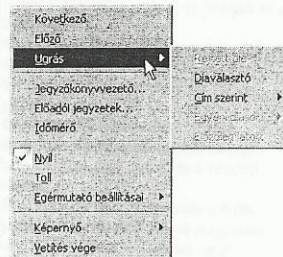 Következő
Előző
Ugrás
Jegyzőkönyvvezető...
Előadói jegyzetek...
Időmérő
Nyíl
Toll
Egérmutató beállításai
Képernyő
Vetítés vége
Diaválasztó
Cím szerint